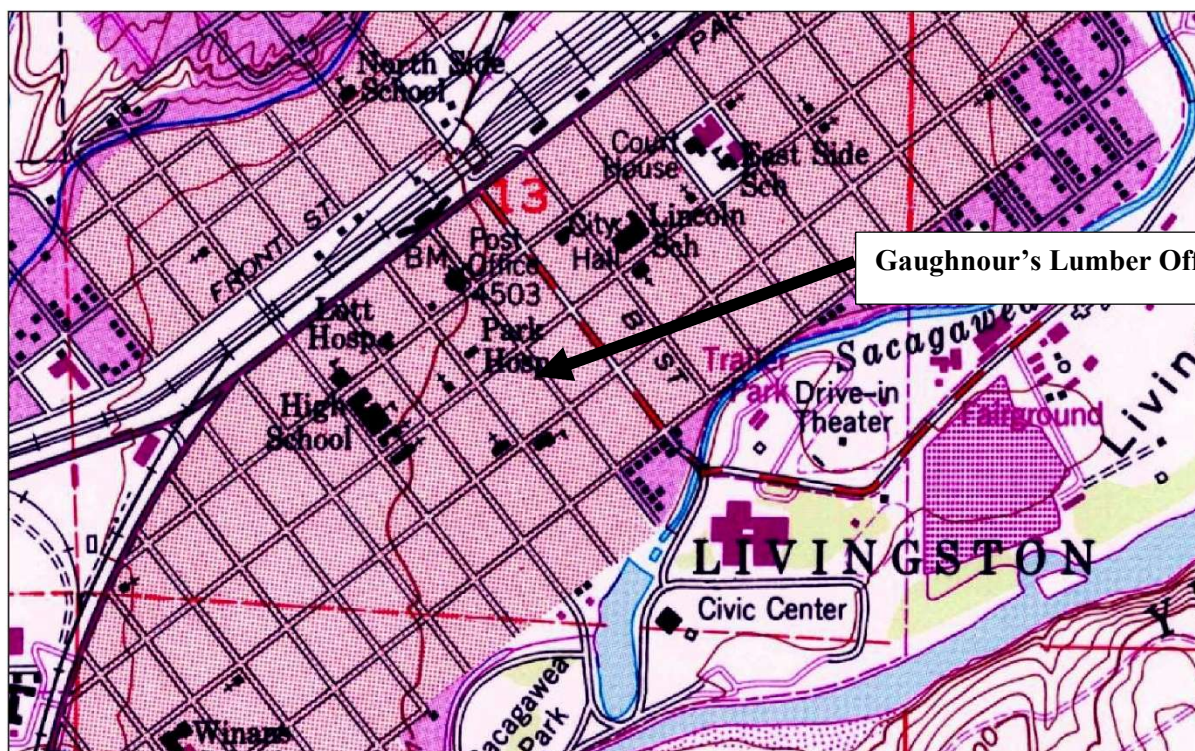 PARK
North Side
School
Court
House
East Side
Sch
13
FRONT ST
City
Hall
Lincoln
Sch
BM
Post
Office
4503
Gaughnour's Lumber Off
Lott
Hosp
Park
Hosp
B ST
Sacagawea
Trailer
Park
Drive-in
Theater
Fairground
Livin
High
School
LIVINGSTON
Civic Center
Y
Sacagawea
Park
Winans